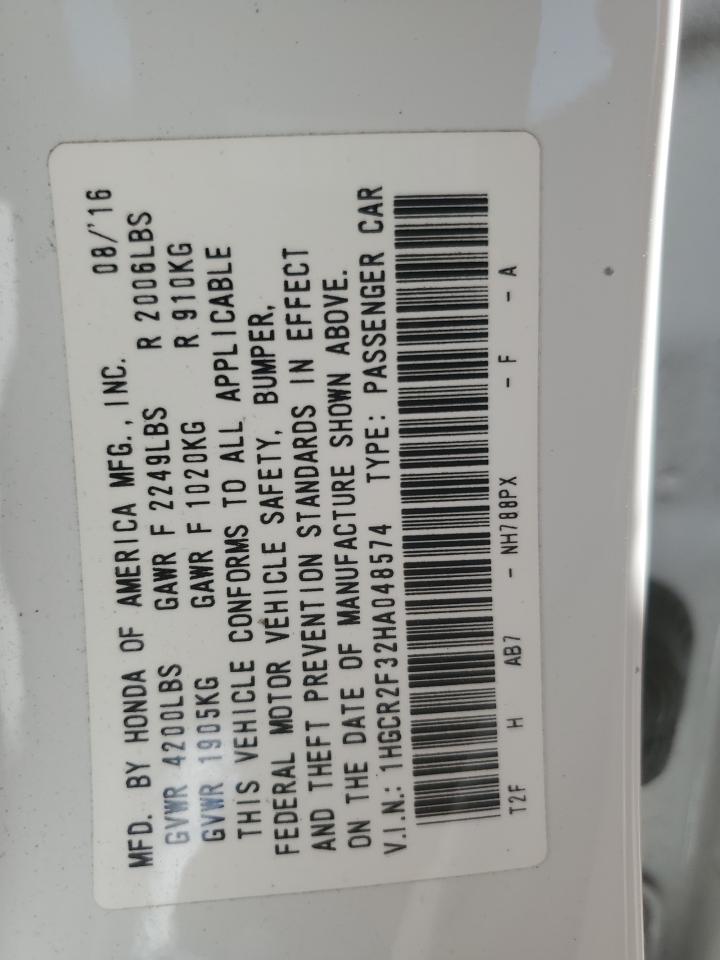 MFD. BY HONDA OF AMERICA MFG., INC. 08/'16
GVWR 4200LBS GAWR F 2249LBS R 2006LBS
GVWR 1905KG GAWR F 1020KG R 910KG
THIS VEHICLE CONFORMS TO ALL APPLICABLE
FEDERAL MOTOR VEHICLE SAFETY, BUMPER,
AND THEFT PREVENTION STANDARDS IN EFFECT
ON THE DATE OF MANUFACTURE SHOWN ABOVE.
V.I.N.: 1HGCR2F32HA048574 TYPE: PASSENGER CAR
T2F H AB7 - NH788PX - F - A